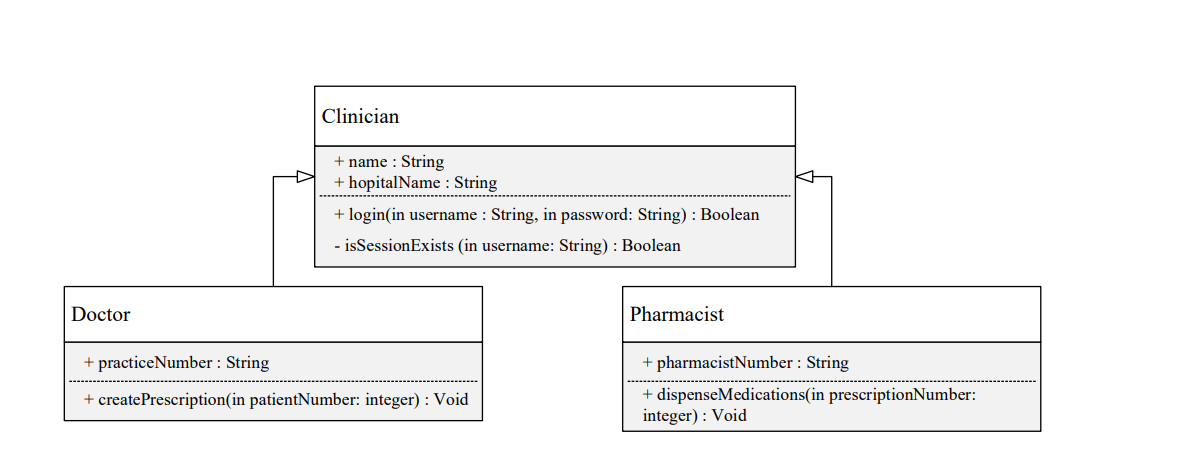 Clinician
+ name : String
+ hopitalName : String
+ login(in username : String, in password: String) : Boolean
- isSessionExists (in username: String) : Boolean
Doctor
+ practiceNumber : String
+ createPrescription(in patientNumber: integer) : Void
Pharmacist
+ pharmacistNumber : String
+ dispenseMedications(in prescriptionNumber:
integer) : Void